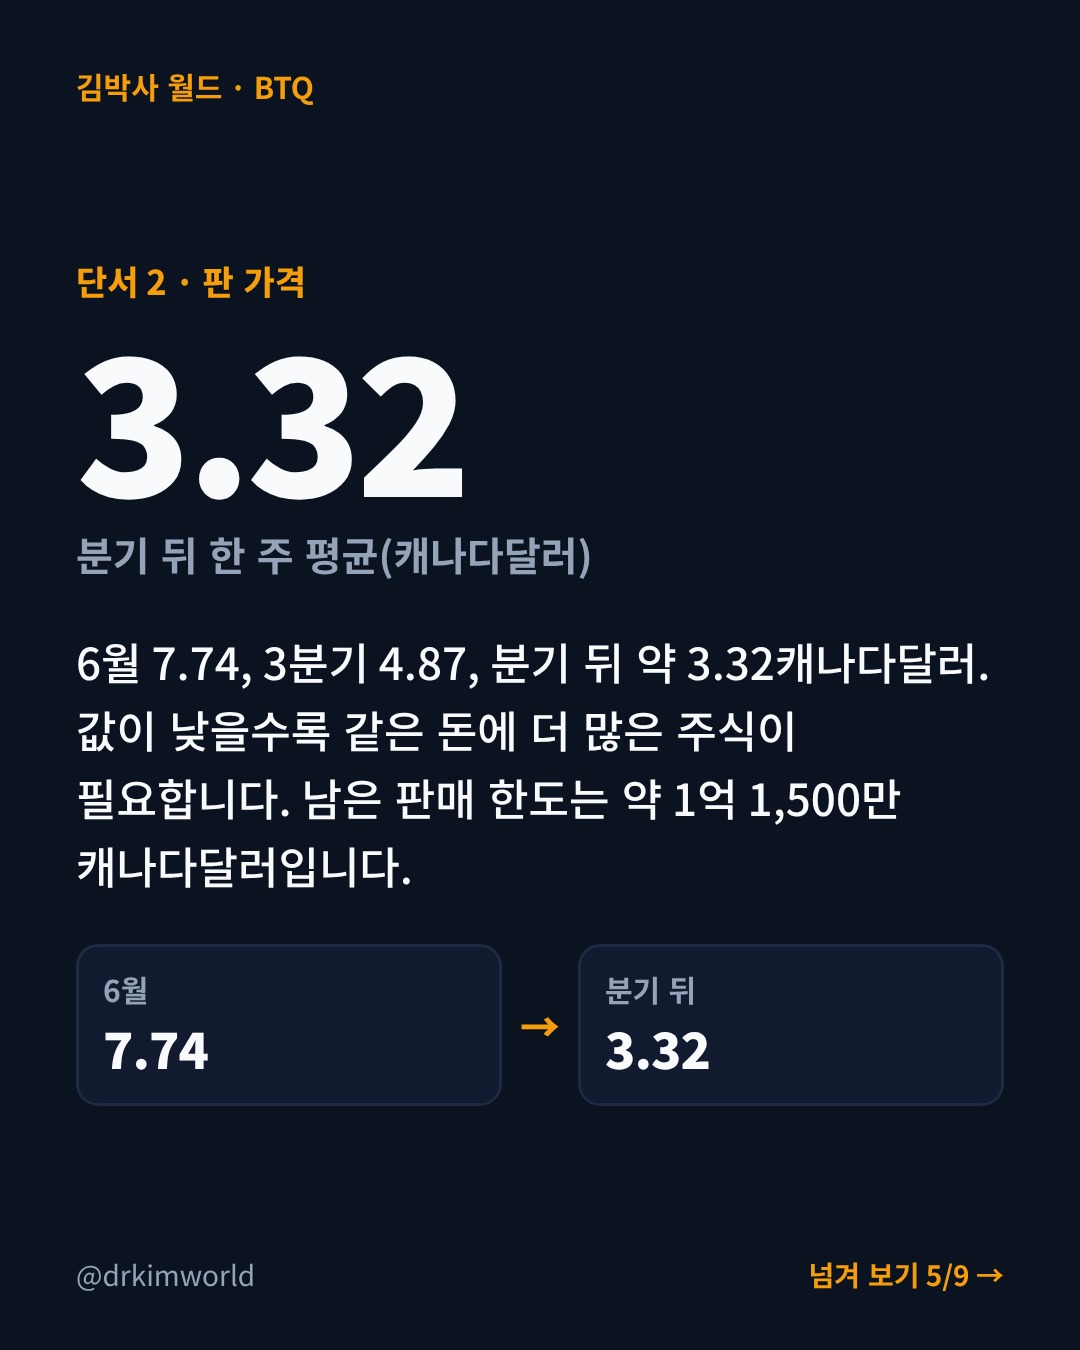 김박사 월드 · BTQ
단서 2 · 판 가격
3.32
분기 뒤 한 주 평균(캐나다달러)
6월 7.74, 3분기 4.87, 분기 뒤 약 3.32캐나다달러.
값이 낮을수록 같은 돈에 더 많은 주식이
필요합니다. 남은 판매 한도는 약 1억 1,500만
캐나다달러입니다.
6월
7.74
→
분기 뒤
3.32
@drkimworld
넘겨 보기 5/9 →